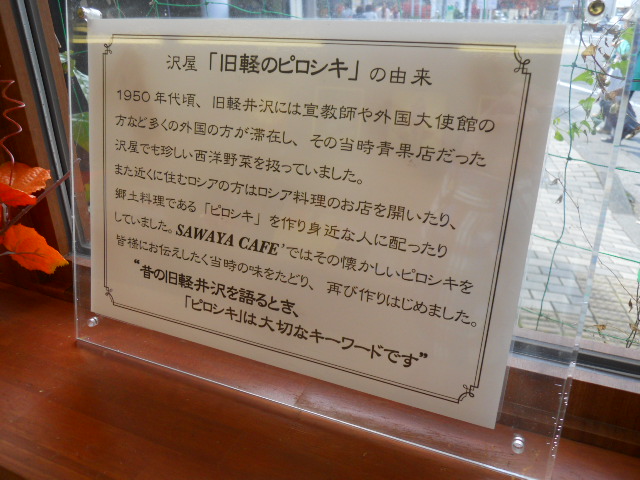 沢屋「旧軽のピロシキ」の由来
1950年代頃、旧軽井沢には宣教師や外国大使館の
方など多くの外国の方が滞在し、その当時青果店だった
沢屋でも珍しい西洋野菜を扱っていました。
また近くに住むロシアの方はロシア料理のお店を開いたり、
郷土料理である「ピロシキ」を作り身近な人に配ったり
していました。SAWAYA CAFE'ではその懐かしいピロシキを
皆様にお伝えしたく当時の味をたどり、再び作りはじめました。
"昔の旧軽井沢を語るとき、
「ピロシキ」は大切なキーワードです"